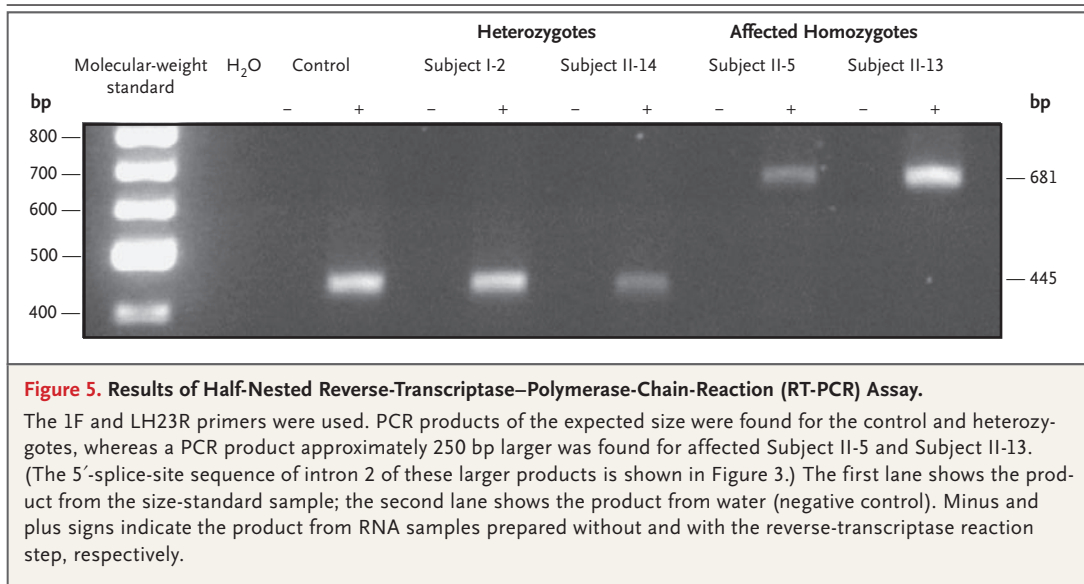 Heterozygotes Affected Homozygotes
Molecular-weight standard H₂O Control Subject I-2 Subject II-14 Subject II-5 Subject II-13
bp – + – + – + – + – + bp
800
700 681
600
500 445
400
Figure 5. Results of Half-Nested Reverse-Transcriptase–Polymerase-Chain-Reaction (RT-PCR) Assay.
The 1F and LH23R primers were used. PCR products of the expected size were found for the control and heterozy-
gotes, whereas a PCR product approximately 250 bp larger was found for affected Subject II-5 and Subject II-13.
(The 5′-splice-site sequence of intron 2 of these larger products is shown in Figure 3.) The first lane shows the prod-
uct from the size-standard sample; the second lane shows the product from water (negative control). Minus and
plus signs indicate the product from RNA samples prepared without and with the reverse-transcriptase reaction
step, respectively.